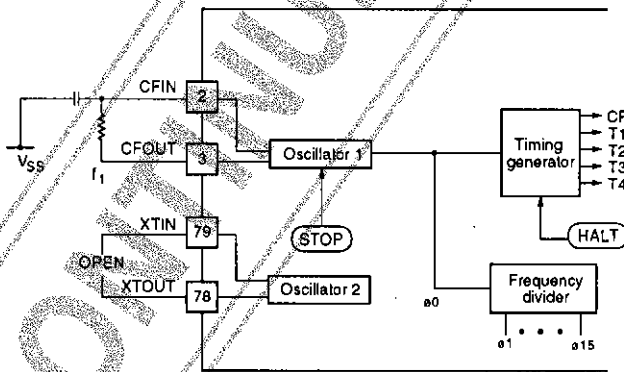 CFIN
2
CFOUT
3
VSS
f1
Oscillator 1
STOP
XTIN
79
OPEN
XTOUT
78
Oscillator 2
Timing
generator
CP
T1
T2
T3
T4
HALT
ø0
Frequency
divider
ø1
ø15